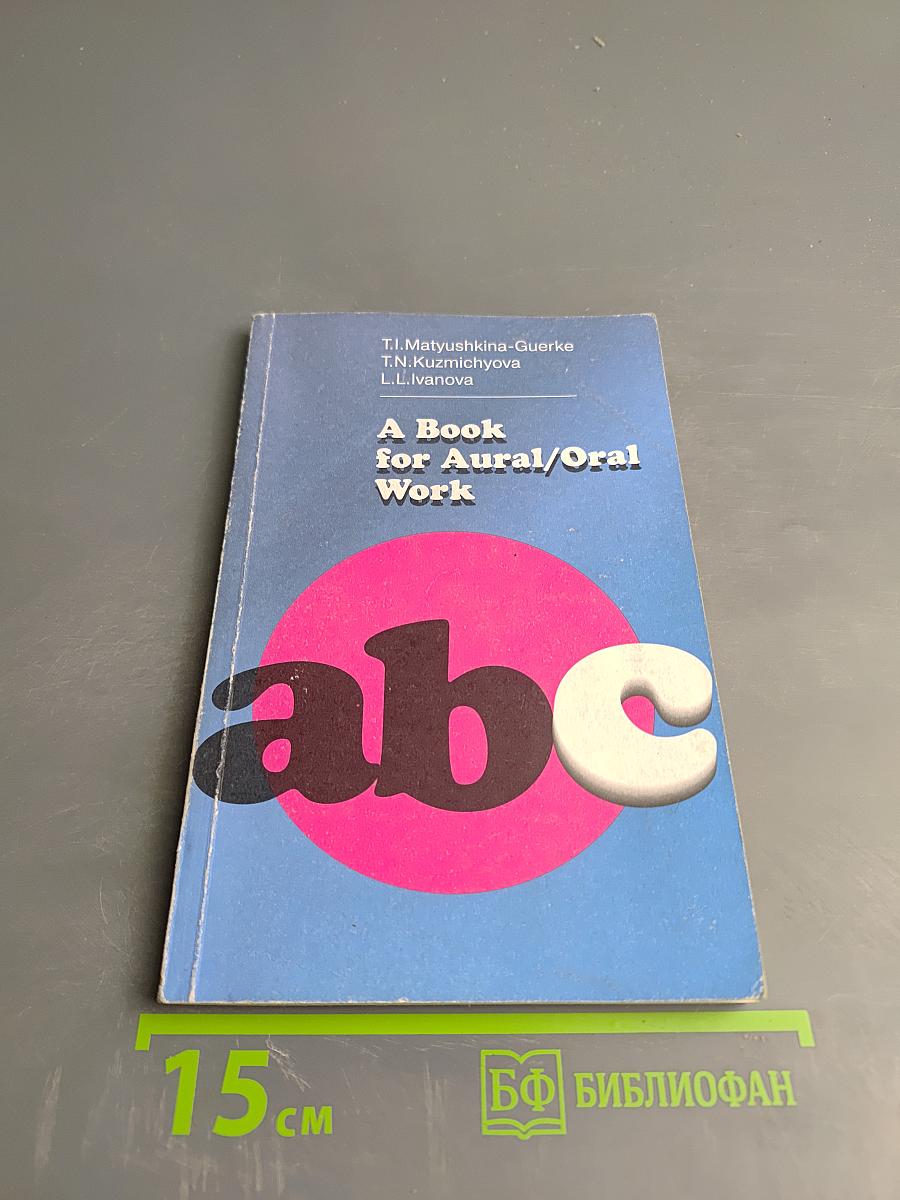 T.I.Matyushkina-Guerke
T.N.Kuzmichyova
L.L.Ivanova
A Book
for Aural/Oral
Work
abc
15 см
БФ БИБЛИОФАН